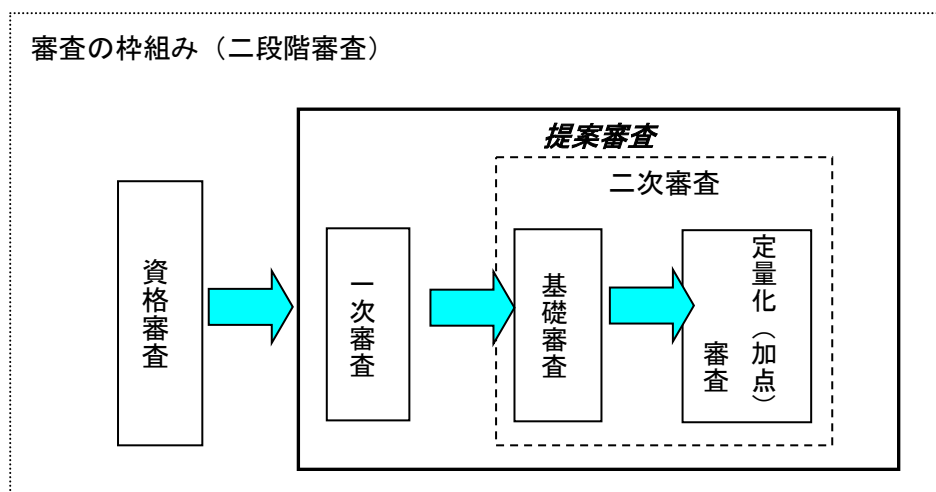 審査の枠組み（二段階審査）
提案審査
二次審査
資格審査
一次審査
基礎審査
定量化（加点）
審査